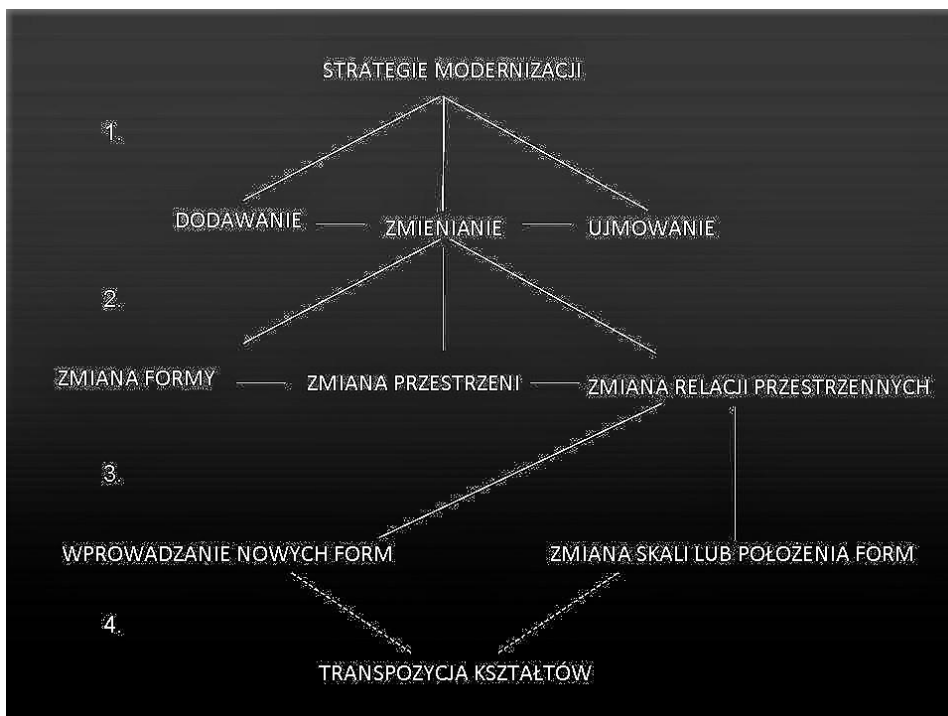 STRATEGIE MODERNIZACJI
1.
DODAWANIE ZMIENIANIE UJMOWANIE
2.
ZMIANA FORMY ZMIANA PRZESTRZENI ZMIANA RELACJI PRZESTRZENNYCH
3.
WPROWADZANIE NOWYCH FORM ZMIANA SKALI LUB POŁOŻENIA FORM
4.
TRANSPOZYCJA KSZTAŁTÓW